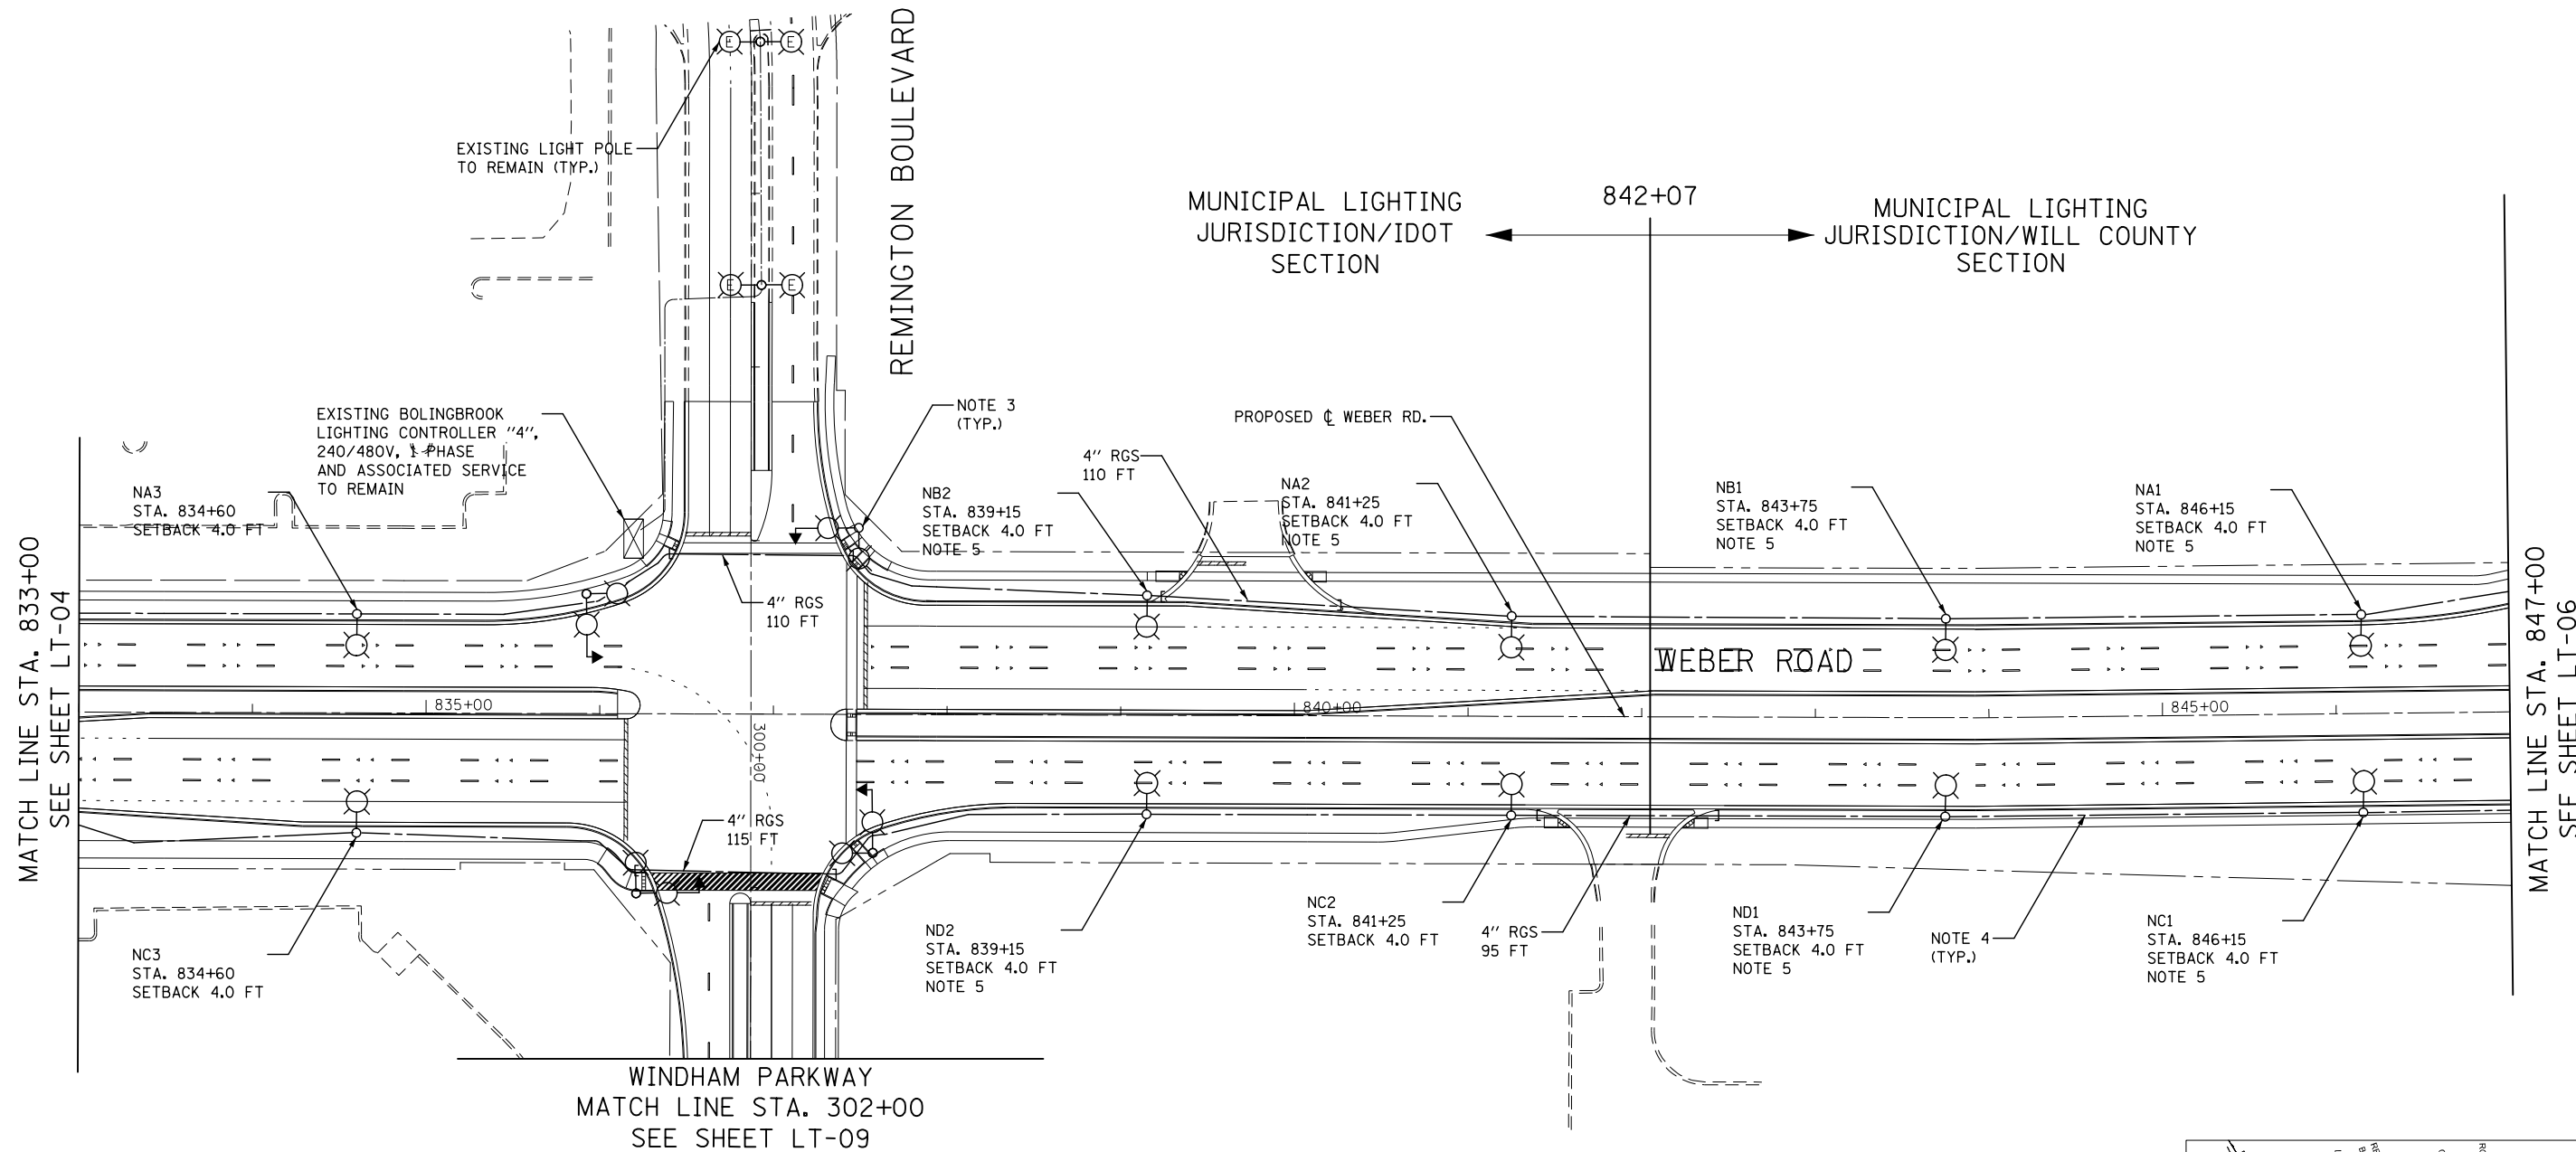 REMINGTON BOULEVARD
E
E
EXISTING LIGHT POLE
TO REMAIN (TYP.)
E
E
MUNICIPAL LIGHTING
JURISDICTION/IDOT
SECTION
842+07
MUNICIPAL LIGHTING
JURISDICTION/WILL COUNTY
SECTION
EXISTING BOLINGBROOK
LIGHTING CONTROLLER "4",
240/480V, 1-PHASE
AND ASSOCIATED SERVICE
TO REMAIN
NOTE 3
(TYP.)
PROPOSED ℄ WEBER RD.
4" RGS
110 FT
NA3
STA. 834+60
SETBACK 4.0 FT
NB2
STA. 839+15
SETBACK 4.0 FT
NOTE 5
NA2
STA. 841+25
SETBACK 4.0 FT
NOTE 5
NB1
STA. 843+75
SETBACK 4.0 FT
NOTE 5
NA1
STA. 846+15
SETBACK 4.0 FT
NOTE 5
MATCH LINE STA. 833+00
SEE SHEET LT-04
4" RGS
110 FT
WEBER ROAD
835+00
840+00
845+00
300+00
MATCH LINE STA. 847+00
SEE SHEET LT-06
4" RGS
115 FT
NC3
STA. 834+60
SETBACK 4.0 FT
ND2
STA. 839+15
SETBACK 4.0 FT
NOTE 5
NC2
STA. 841+25
SETBACK 4.0 FT
4" RGS
95 FT
ND1
STA. 843+75
SETBACK 4.0 FT
NOTE 5
NOTE 4
(TYP.)
NC1
STA. 846+15
SETBACK 4.0 FT
NOTE 5
WINDHAM PARKWAY
MATCH LINE STA. 302+00
SEE SHEET LT-09